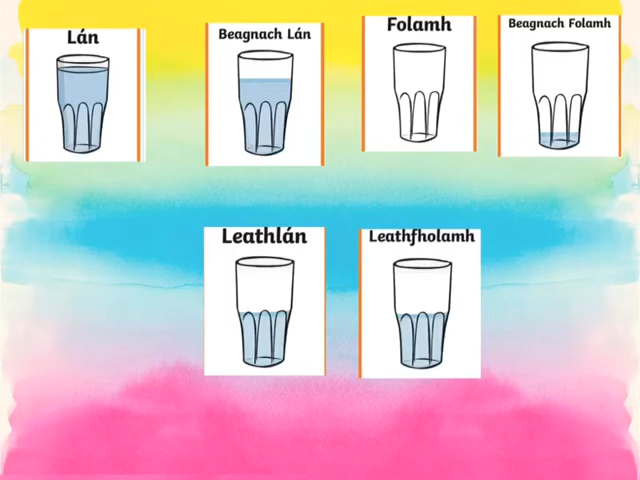 Lán
Beagnach Lán
Folamh
Beagnach Folamh
Leathlán
Leathfholamh